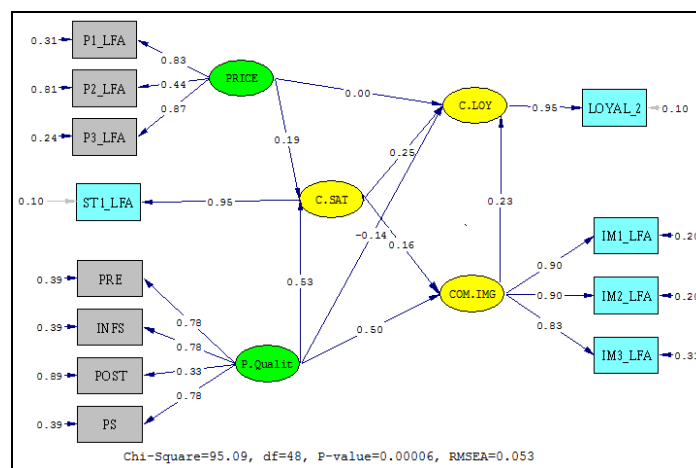 0.31 P1_LFA
0.83
PRICE
0.81 P2_LFA
0.44
0.00
C.LOY
0.95
LOYAL_2
0.10
0.24 P3_LFA
0.87
0.19
0.25
0.10
ST1_LFA
0.95
C.SAT
0.23
-0.14
0.16
IM1_LFA
0.20
0.90
0.39 PRE
0.53
COM.IMG
0.90
IM2_LFA
0.20
0.78
0.39 INFS
0.50
0.78
0.83
IM3_LFA
0.89 POST
0.33
P.Qualit
0.39 PS
0.78
Chi-Square=95.09, df=48, P-value=0.00006, RMSEA=0.053